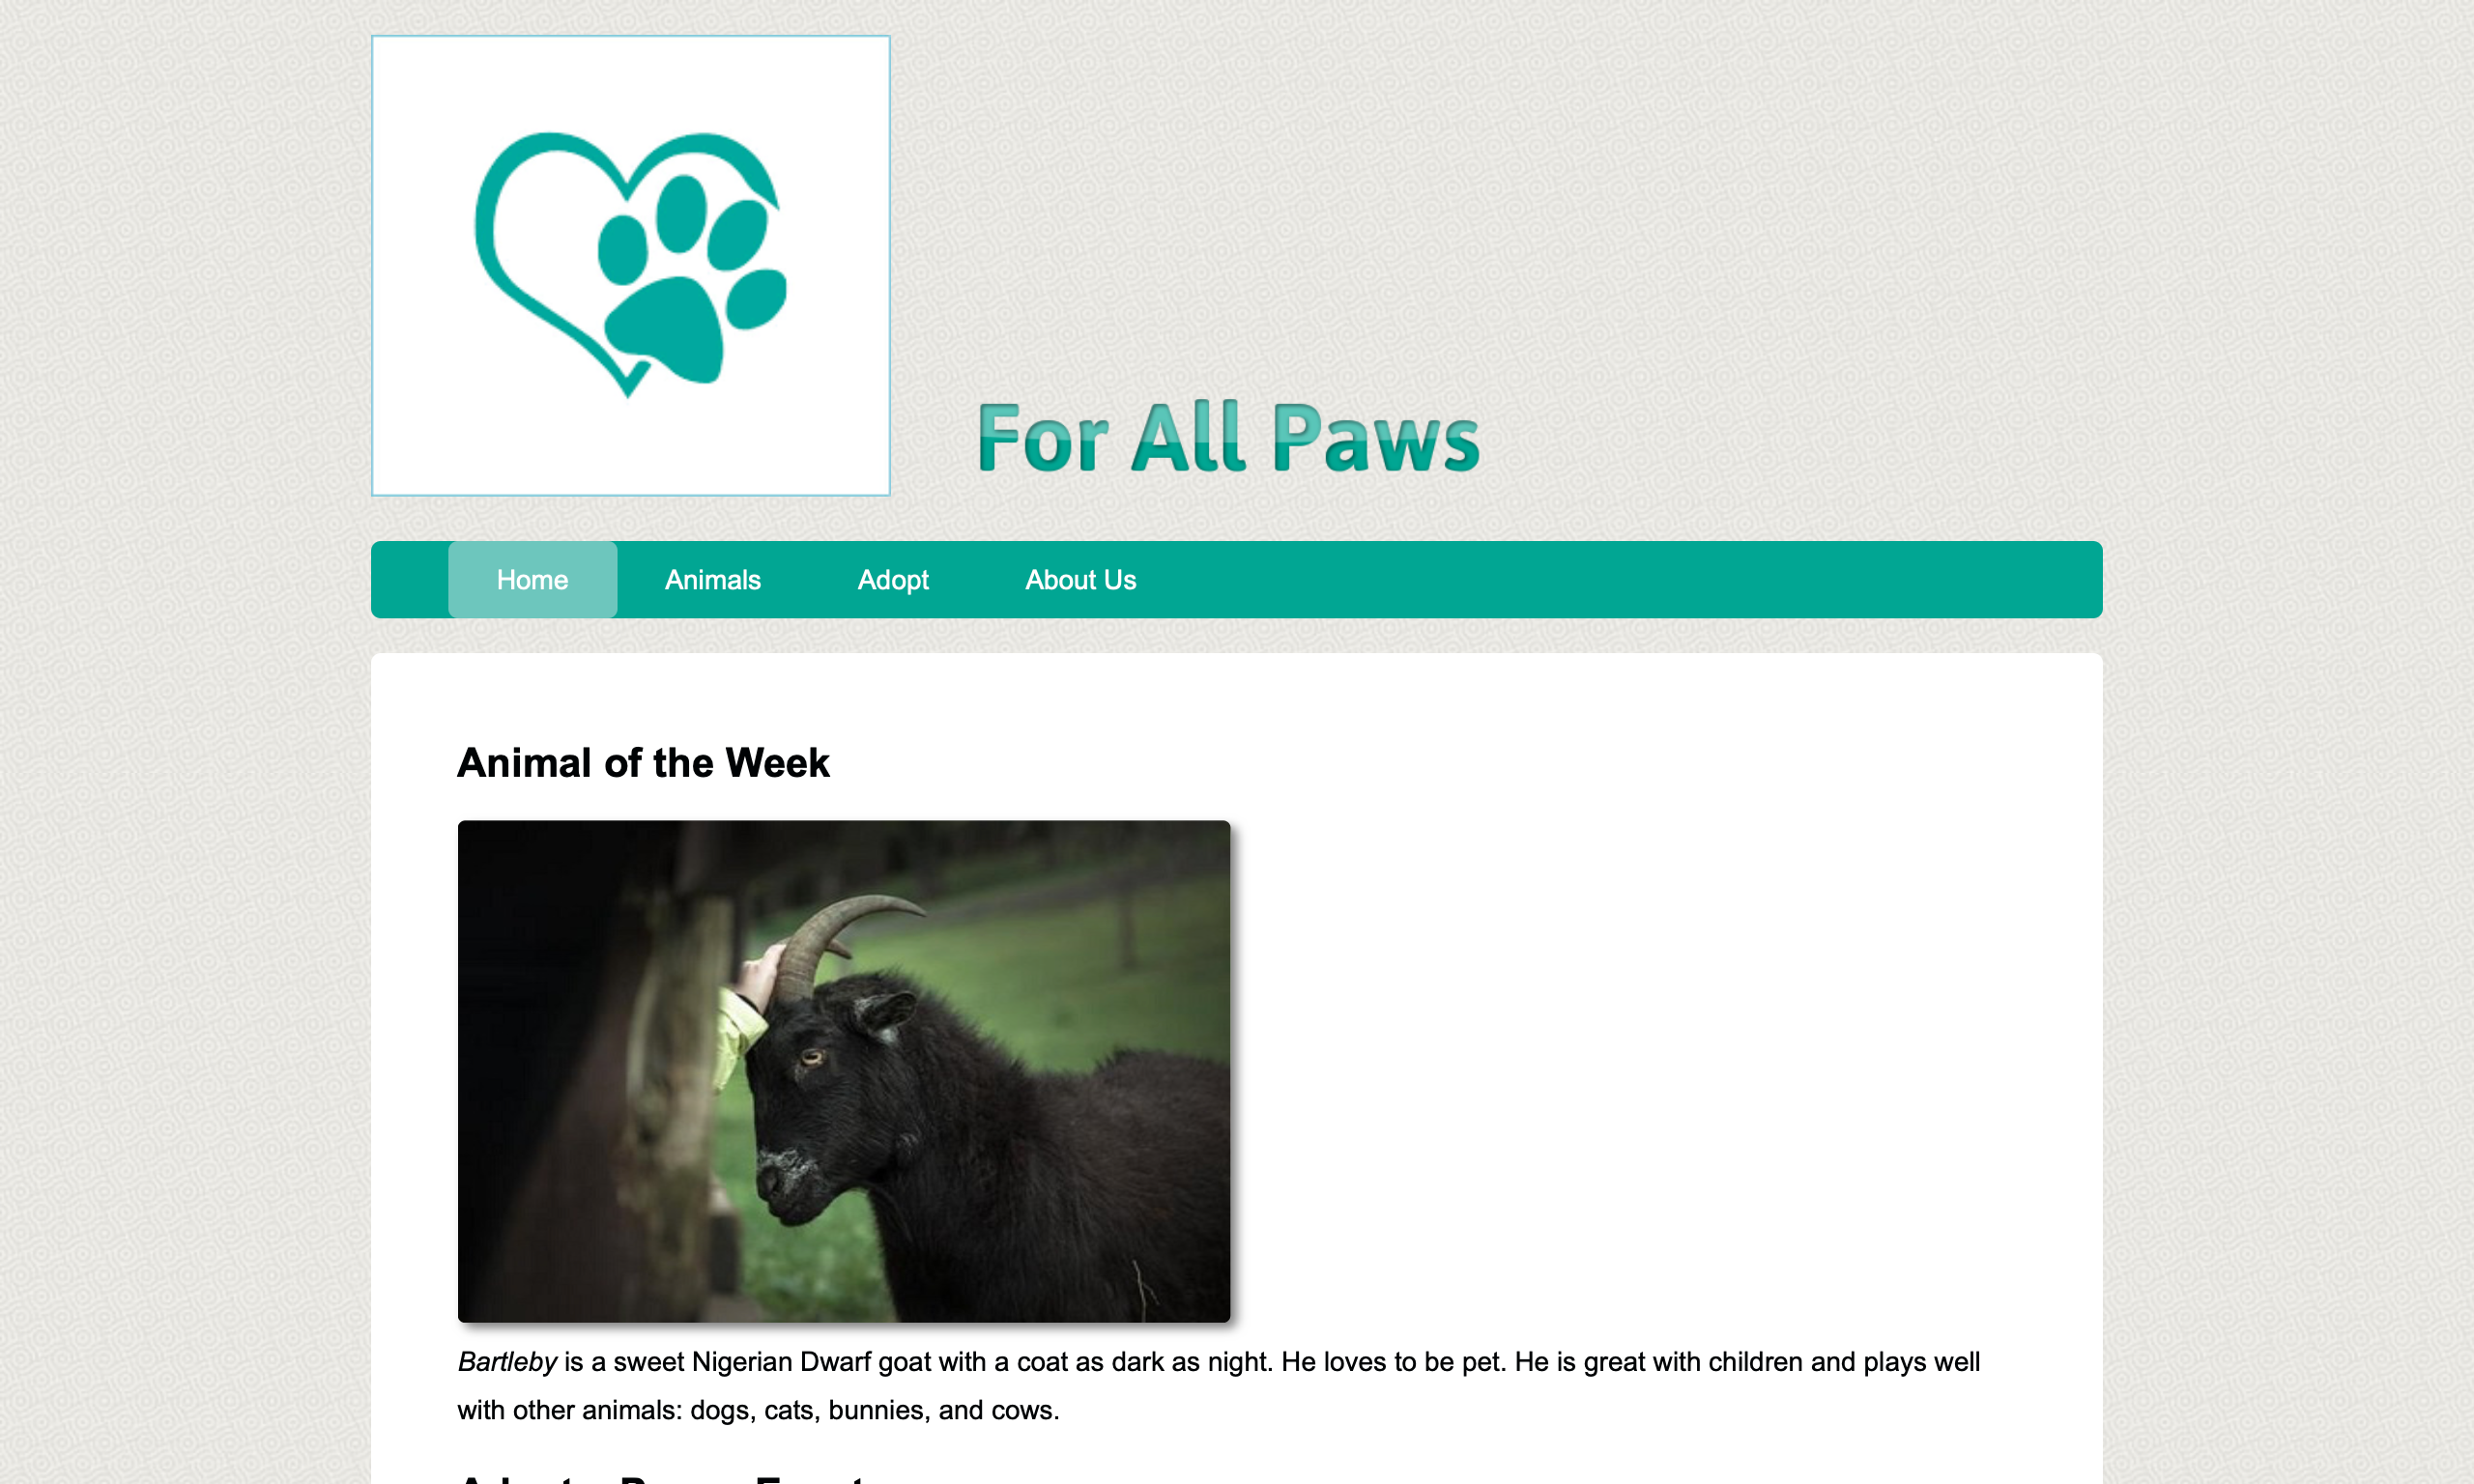 For All Paws
Home
Animals
Adopt
About Us
Animal of the Week
Bartleby is a sweet Nigerian Dwarf goat with a coat as dark as night. He loves to be pet. He is great with children and plays well
with other animals: dogs, cats, bunnies, and cows.